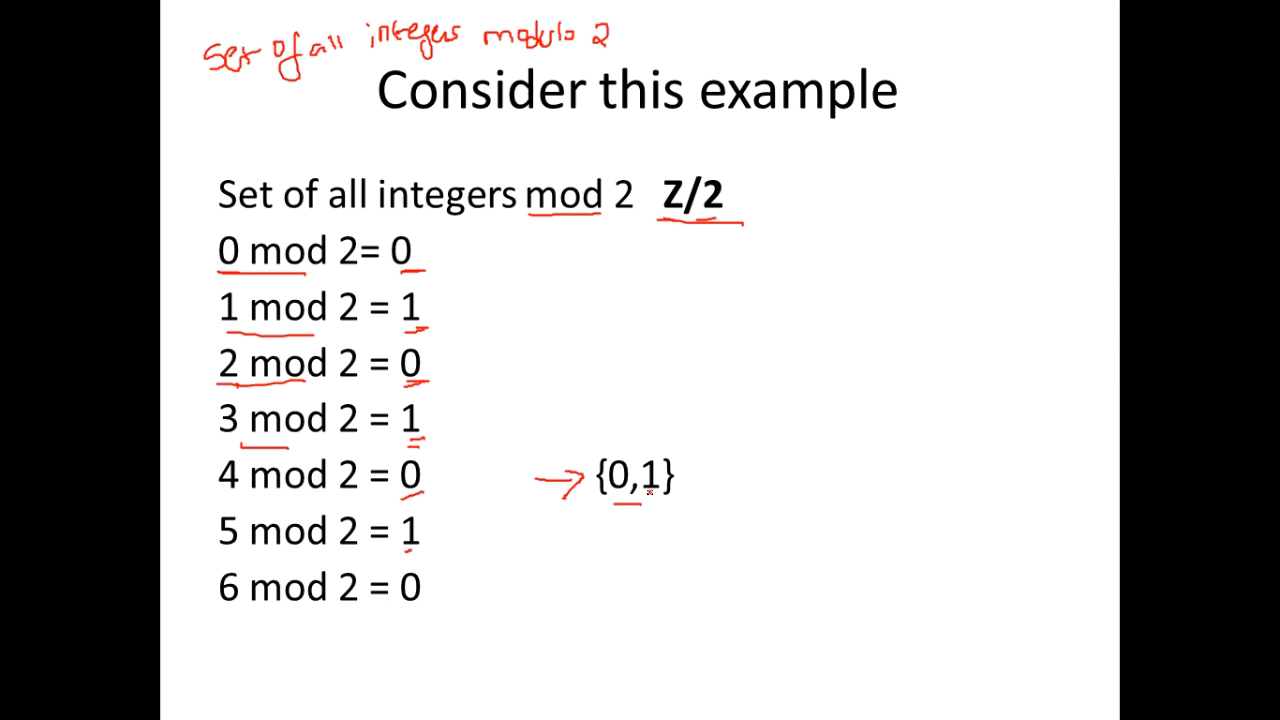 Set of all integers modulo 2
Consider this example
Set of all integers mod 2 Z/2
0 mod 2= 0
1 mod 2 = 1
2 mod 2 = 0
3 mod 2 = 1
4 mod 2 = 0 → {0,1}
5 mod 2 = 1
6 mod 2 = 0